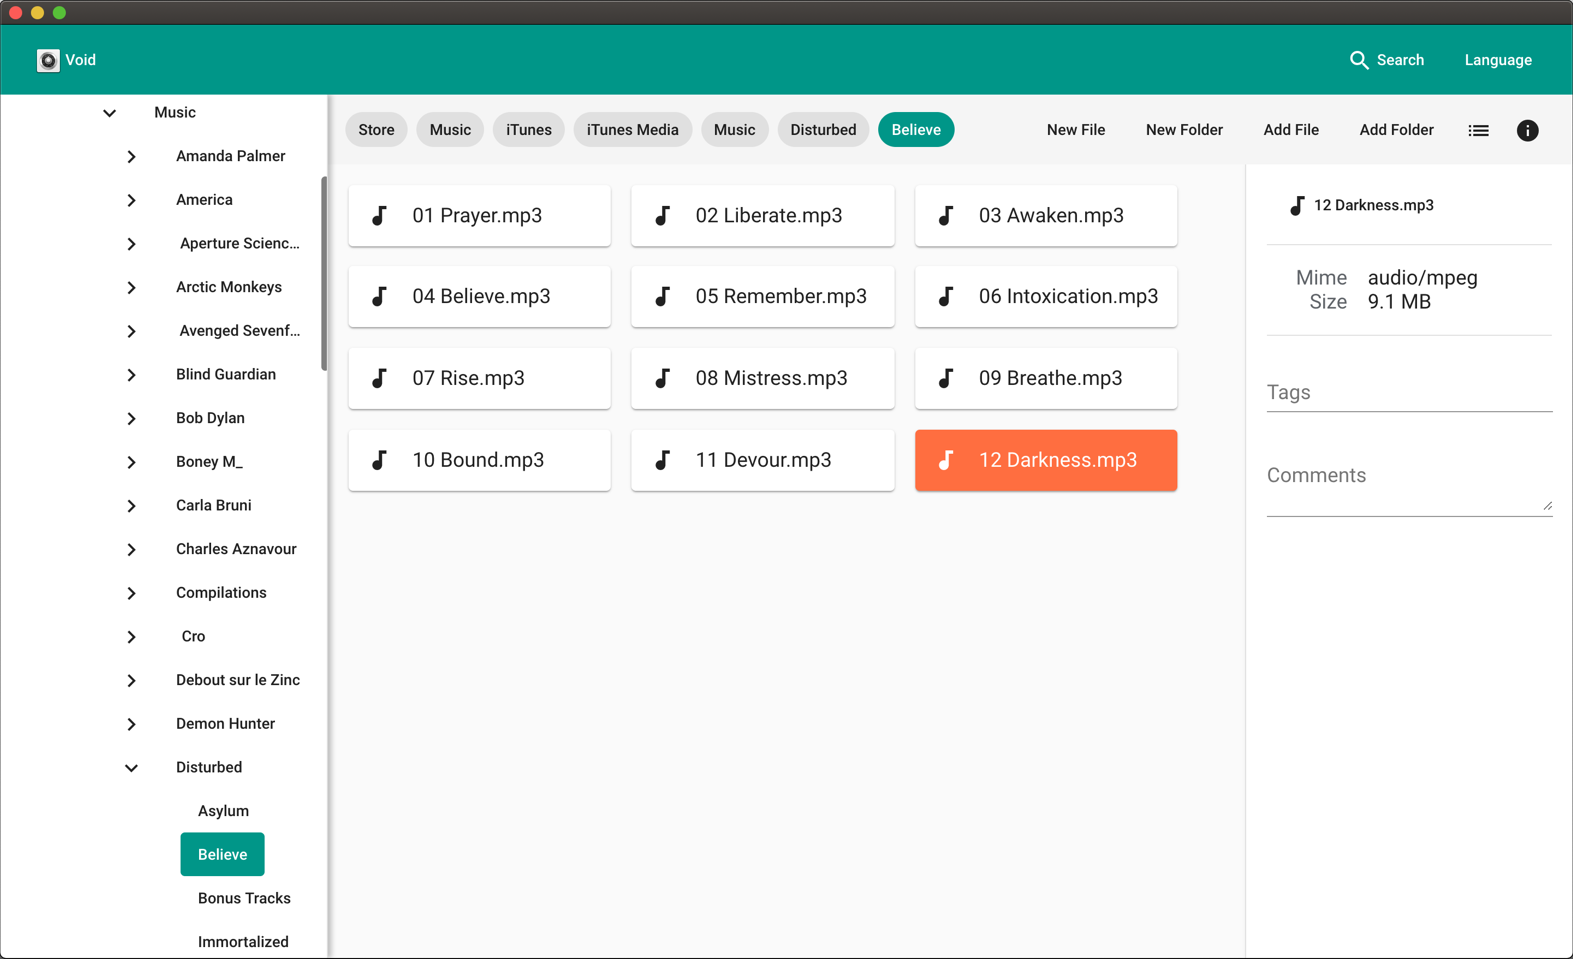 Void
Search
Language
Music
Amanda Palmer
America
Aperture Scienc...
Arctic Monkeys
Avenged Sevenf...
Blind Guardian
Bob Dylan
Boney M_
Carla Bruni
Charles Aznavour
Compilations
Cro
Debout sur le Zinc
Demon Hunter
Disturbed
Asylum
Believe
Bonus Tracks
Immortalized
Store Music iTunes iTunes Media Music Disturbed Believe
New File New Folder Add File Add Folder
01 Prayer.mp3
02 Liberate.mp3
03 Awaken.mp3
04 Believe.mp3
05 Remember.mp3
06 Intoxication.mp3
07 Rise.mp3
08 Mistress.mp3
09 Breathe.mp3
10 Bound.mp3
11 Devour.mp3
12 Darkness.mp3
12 Darkness.mp3
Mime audio/mpeg
Size 9.1 MB
Tags
Comments